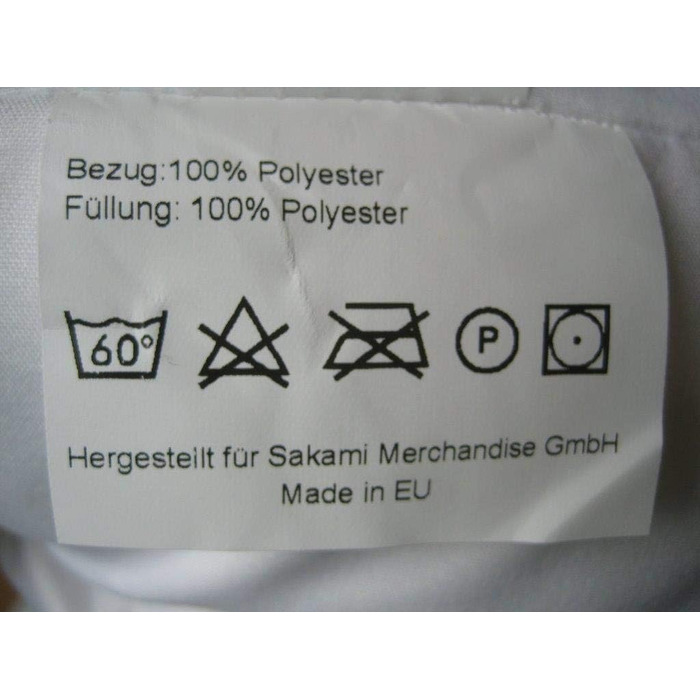 Bezug:100% Polyester
Füllung: 100% Polyester
60° P
Hergestellt für Sakami Merchandise GmbH
Made in EU